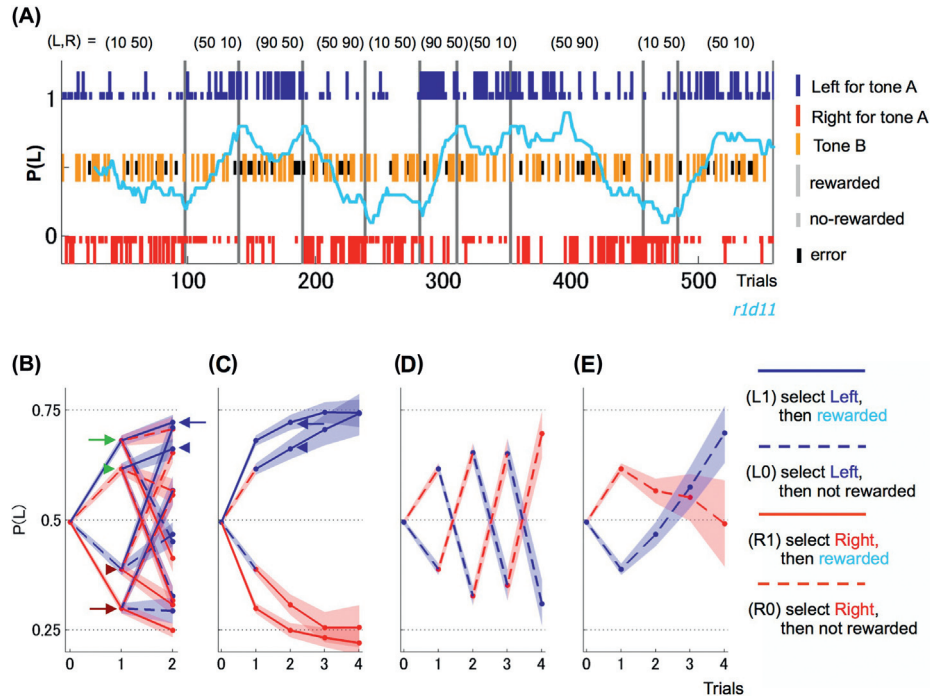 (A)
(L,R) = (10 50) (50 10) (90 50) (50 90) (10 50) (90 50)(50 10) (50 90) (10 50) (50 10)
1
P(L)
0
100 200 300 400 500 Trials
r1d11
Left for tone A
Right for tone A
Tone B
rewarded
no-rewarded
error
(B) (C) (D) (E)
0.75
0.5
0.25
P(L)
0 1 2 0 1 2 3 4 0 1 2 3 4 0 1 2 3 4
Trials
(L1) select Left,
then rewarded
(L0) select Left,
then not rewarded
(R1) select Right,
then rewarded
(R0) select Right,
then not rewarded